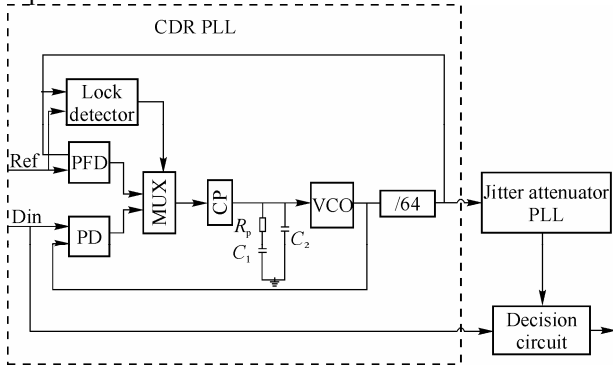 CDR PLL
Lock
detector
Ref
PFD
MUX
CP
VCO
/64
Jitter attenuator
PLL
Din
PD
Rp
C1
C2
Decision
circuit